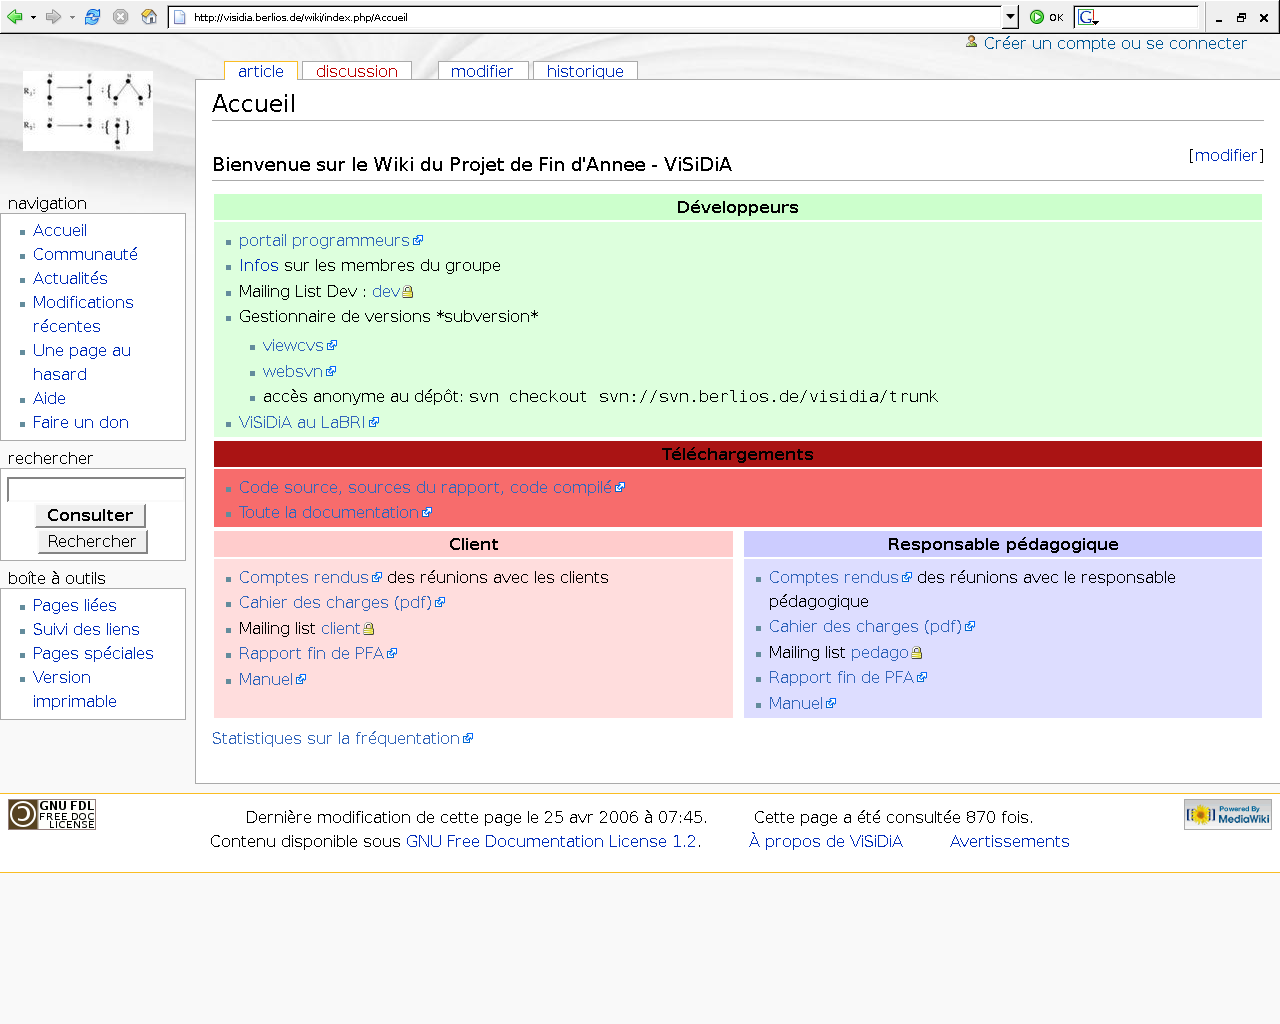 http://visidia.berlios.de/wiki/index.php/Accueil
OK
Créer un compte ou se connecter
article
discussion
modifier
historique
Accueil
Bienvenue sur le Wiki du Projet de Fin d'Annee - ViSiDiA
[modifier]
navigation
Accueil
Communauté
Actualités
Modifications
récentes
Une page au
hasard
Aide
Faire un don
rechercher
Consulter
Rechercher
boîte à outils
Pages liées
Suivi des liens
Pages spéciales
Version
imprimable
Développeurs
portail programmeurs
Infos sur les membres du groupe
Mailing List Dev : dev
Gestionnaire de versions *subversion*
viewcvs
websvn
accès anonyme au dépôt: svn checkout svn://svn.berlios.de/visidia/trunk
ViSiDiA au LaBRI
Téléchargements
Code source, sources du rapport, code compilé
Toute la documentation
Client
Comptes rendus des réunions avec les clients
Cahier des charges (pdf)
Mailing list client
Rapport fin de PFA
Manuel
Responsable pédagogique
Comptes rendus des réunions avec le responsable
pédagogique
Cahier des charges (pdf)
Mailing list pedago
Rapport fin de PFA
Manuel
Statistiques sur la fréquentation
GNU FDL
FREE DOC
LICENSE
Dernière modification de cette page le 25 avr 2006 à 07:45.
Cette page a été consultée 870 fois.
Contenu disponible sous GNU Free Documentation License 1.2.
À propos de ViSiDiA
Avertissements
Powered By
MediaWiki